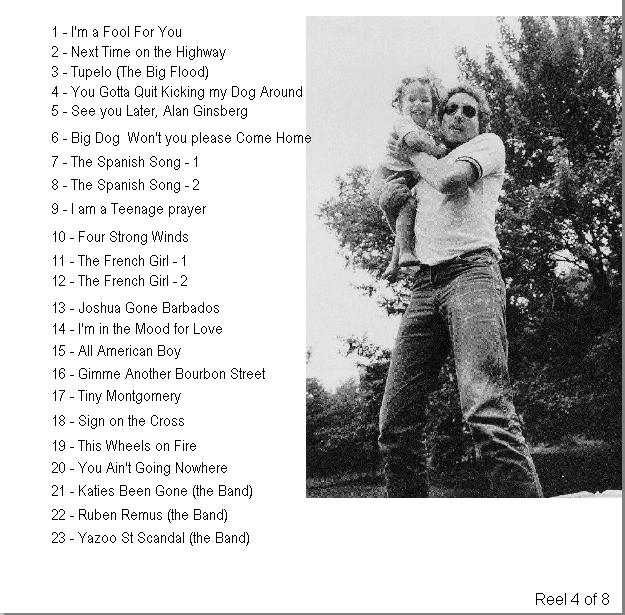 1 - I'm a Fool For You
2 - Next Time on the Highway
3 - Tupelo (The Big Flood)
4 - You Gotta Quit Kicking my Dog Around
5 - See you Later, Alan Ginsberg
6 - Big Dog  Won't you please Come Home
7 - The Spanish Song - 1
8 - The Spanish Song - 2
9 - I am a Teenage prayer
10 - Four Strong Winds
11 - The French Girl - 1
12 - The French Girl - 2
13 - Joshua Gone Barbados
14 - I'm in the Mood for Love
15 - All American Boy
16 - Gimme Another Bourbon Street
17 - Tiny Montgomery
18 - Sign on the Cross
19 - This Wheels on Fire
20 - You Ain't Going Nowhere
21 - Katies Been Gone (the Band)
22 - Ruben Remus (the Band)
23 - Yazoo St Scandal (the Band)
Reel 4 of 8